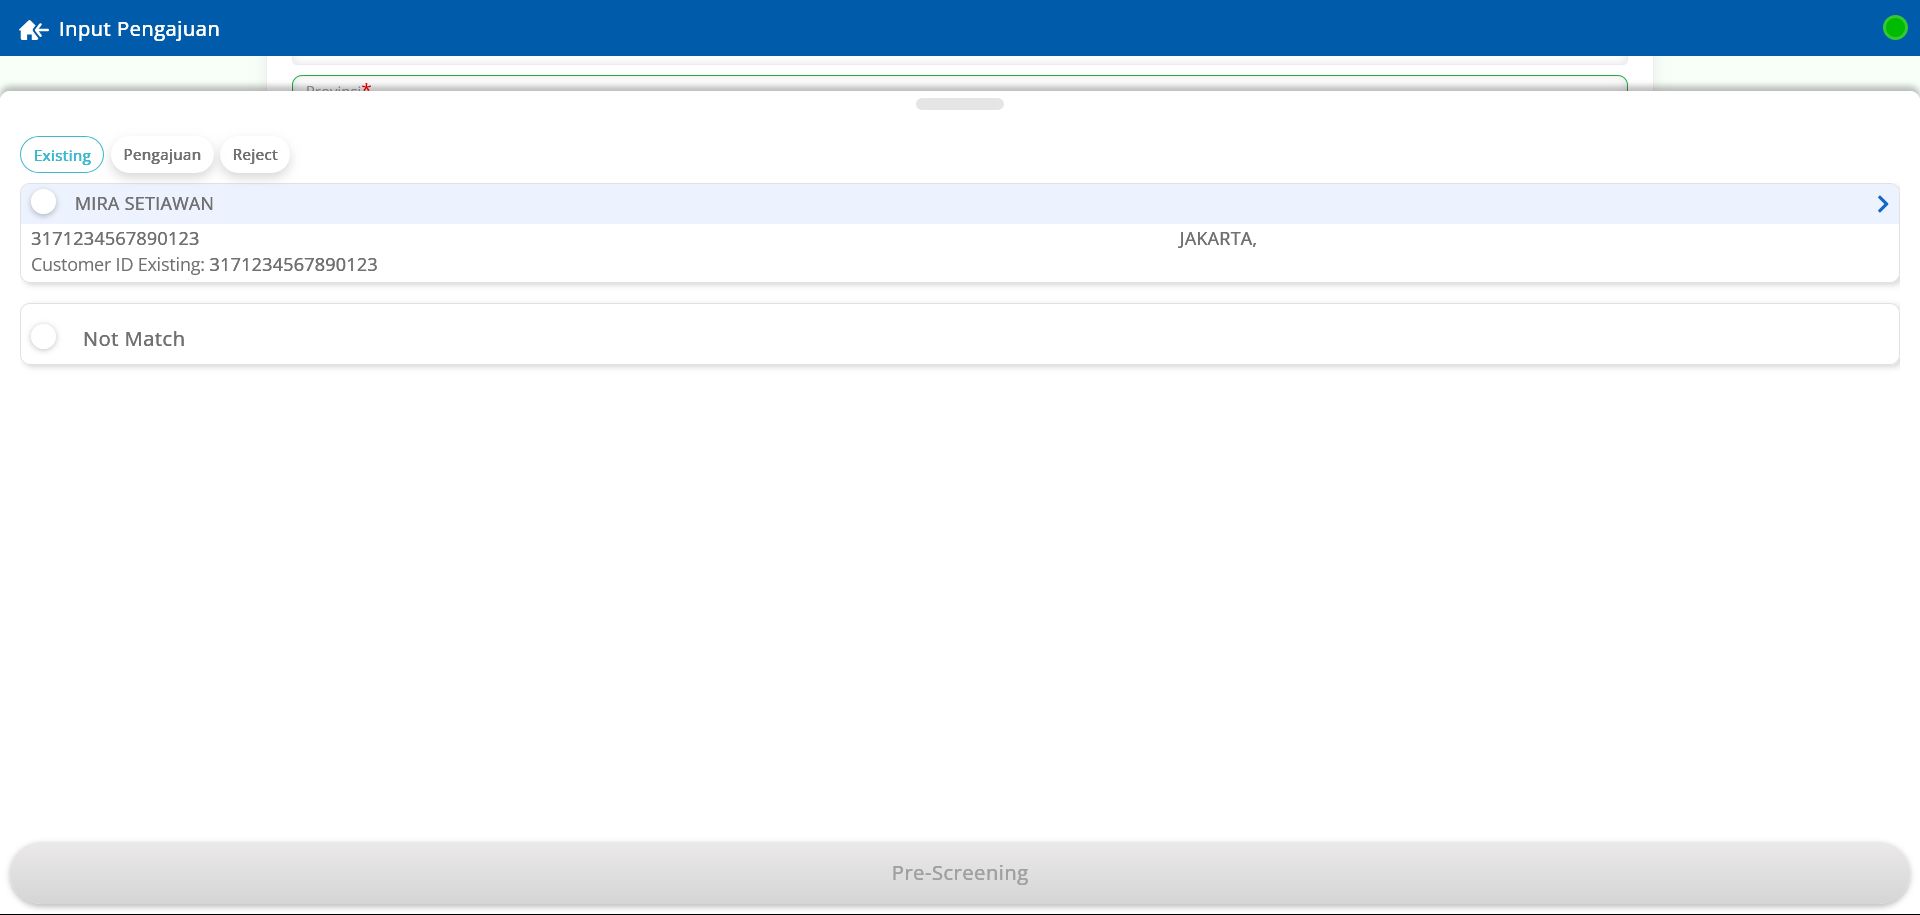 Input Pengajuan
Provinsi*
Existing Pengajuan Reject
MIRA SETIAWAN
3171234567890123 JAKARTA,
Customer ID Existing: 3171234567890123
Not Match
Pre-Screening